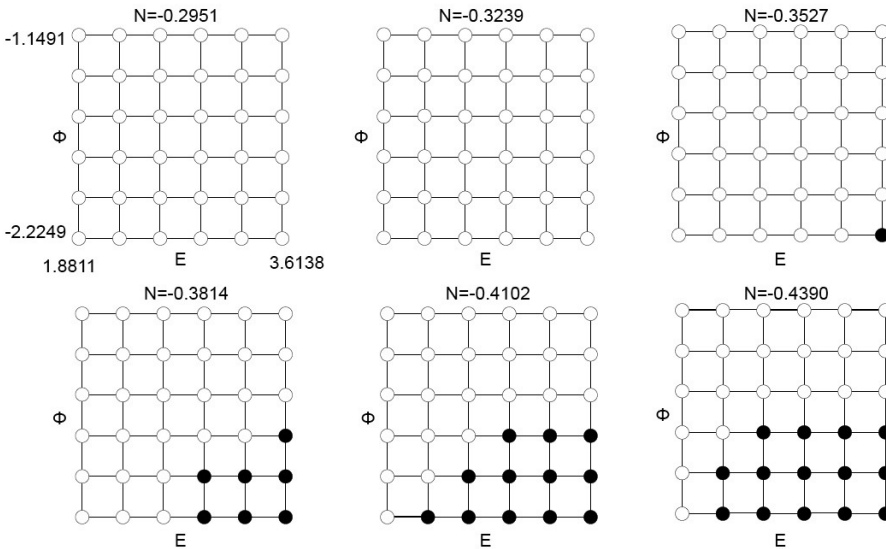 N=-0.2951
N=-0.3239
N=-0.3527
-1.1491
Φ
Φ
Φ
-2.2249
1.8811
E
3.6138
E
E
N=-0.3814
N=-0.4102
N=-0.4390
Φ
Φ
Φ
E
E
E